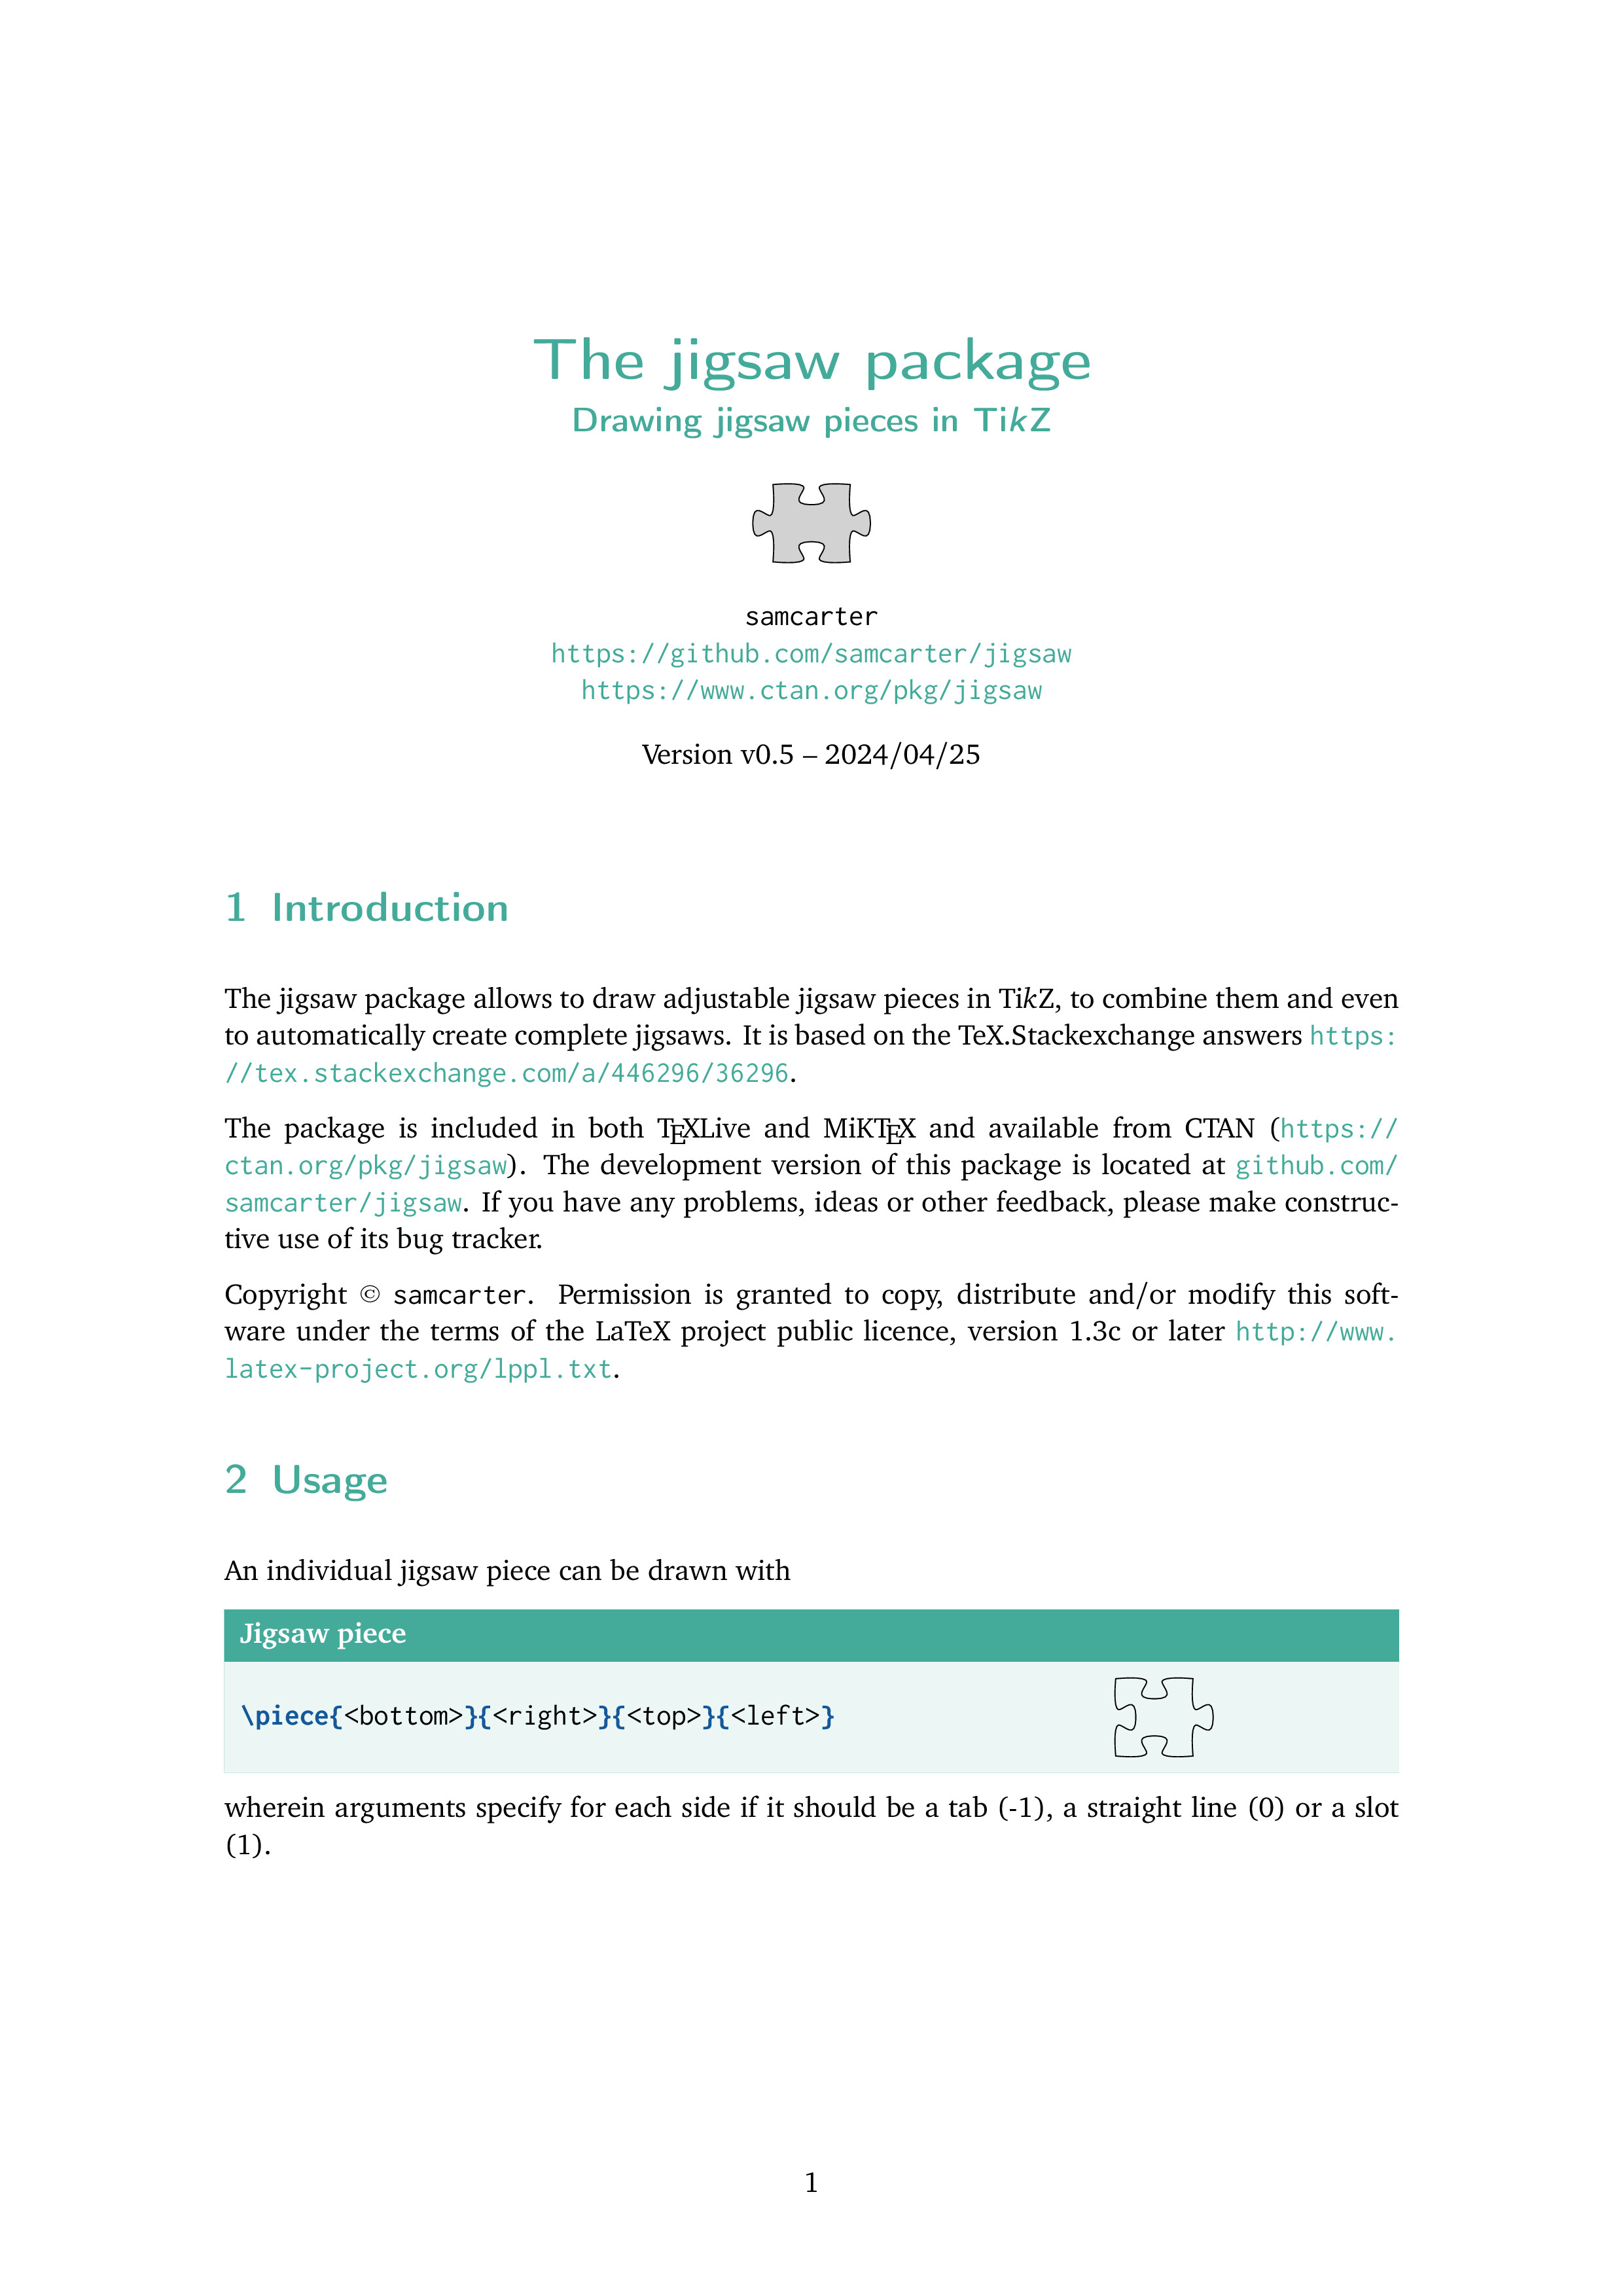 The jigsaw package
Drawing jigsaw pieces in TikZ
samcarter
https://github.com/samcarter/jigsaw
https://www.ctan.org/pkg/jigsaw
Version v0.5 – 2024/04/25
1 Introduction
The jigsaw package allows to draw adjustable jigsaw pieces in TikZ, to combine them and even
to automatically create complete jigsaws. It is based on the TeX.Stackexchange answers https:
//tex.stackexchange.com/a/446296/36296.
The package is included in both TEXLive and MiKTEX and available from CTAN (https://
ctan.org/pkg/jigsaw). The development version of this package is located at github.com/
samcarter/jigsaw. If you have any problems, ideas or other feedback, please make construc-
tive use of its bug tracker.
Copyright © samcarter. Permission is granted to copy, distribute and/or modify this soft-
ware under the terms of the LaTeX project public licence, version 1.3c or later http://www.
latex-project.org/lppl.txt.
2 Usage
An individual jigsaw piece can be drawn with
Jigsaw piece
\piece{<bottom>}{<right>}{<top>}{<left>}
wherein arguments specify for each side if it should be a tab (-1), a straight line (0) or a slot
(1).
1